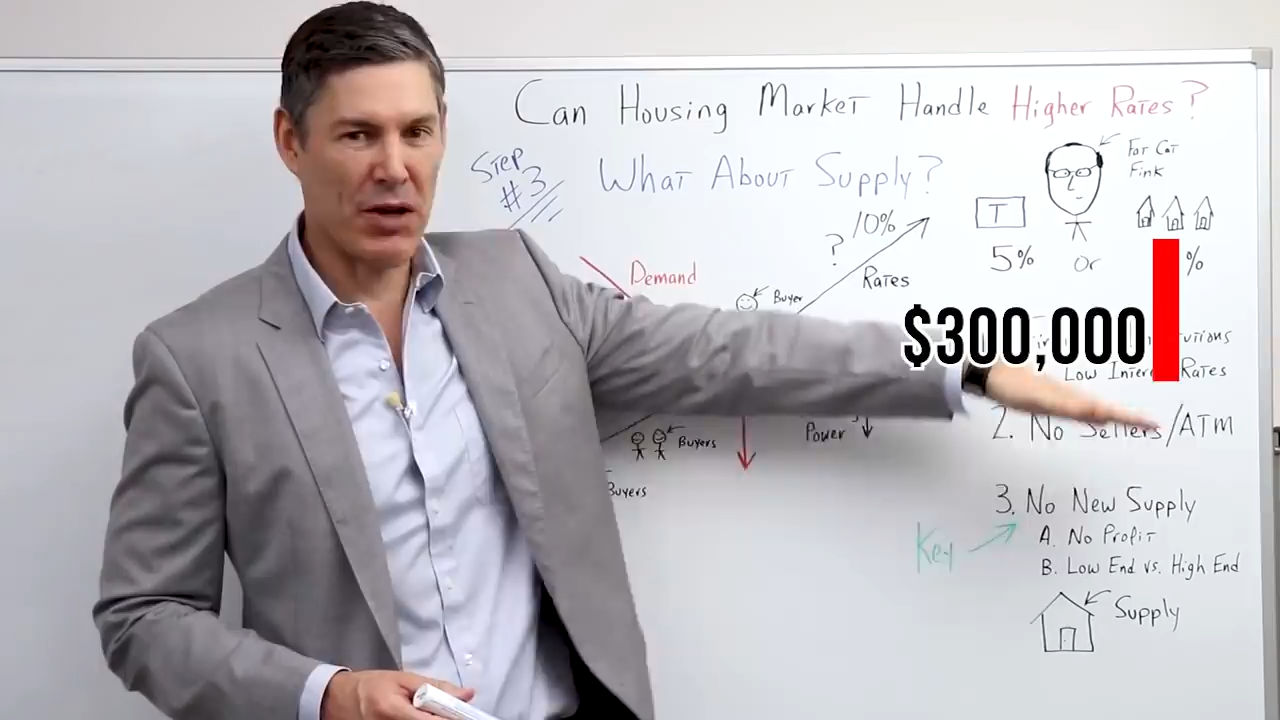 Can Housing Market Handle Higher Rates?
Step
#3
What About Supply?
Fat Cat
Fink
T
5% or %
10%
?
Rates
Demand
Buyer
$300,000
Low Rates
2. No Sellers/ATM
Power
Buyers
Buyers
3. No New Supply
Key
A. No Profit
B. Low End vs. High End
Supply